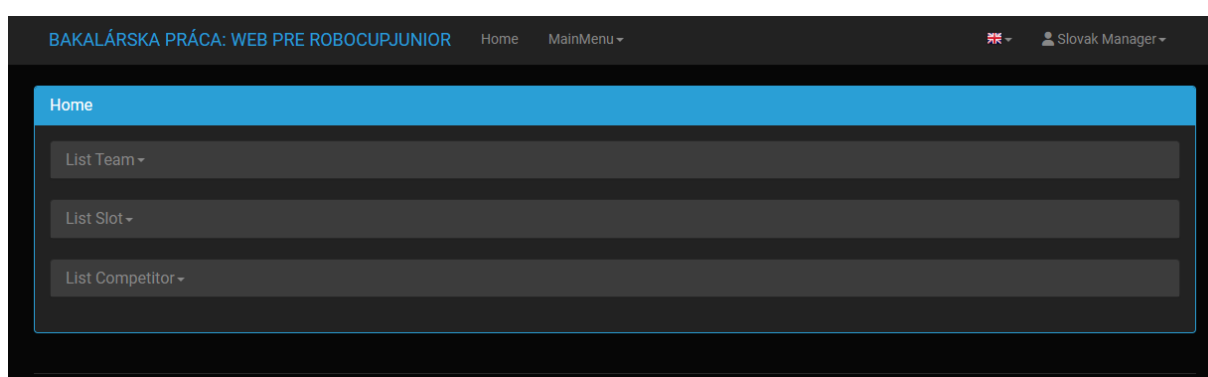 BAKALÁRSKA PRÁCA: WEB PRE ROBOCUPJUNIOR Home MainMenu Slovak Manager
Home
List Team
List Slot
List Competitor